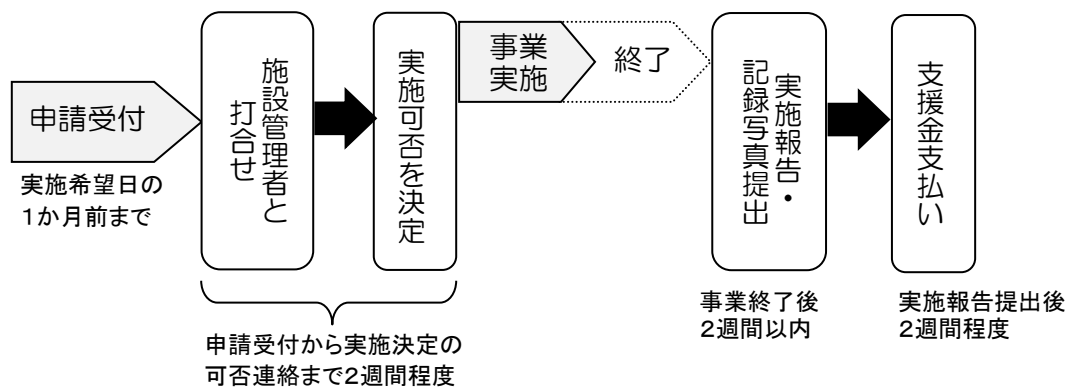 申請受付
実施希望日の
1か月前まで
施設管理者と
打合せ
実施可否を決定
申請受付から実施決定の
可否連絡まで2週間程度
事業
実施
終了
実施報告・
記録写真提出
事業終了後
2週間以内
支援金支払い
実施報告提出後
2週間程度